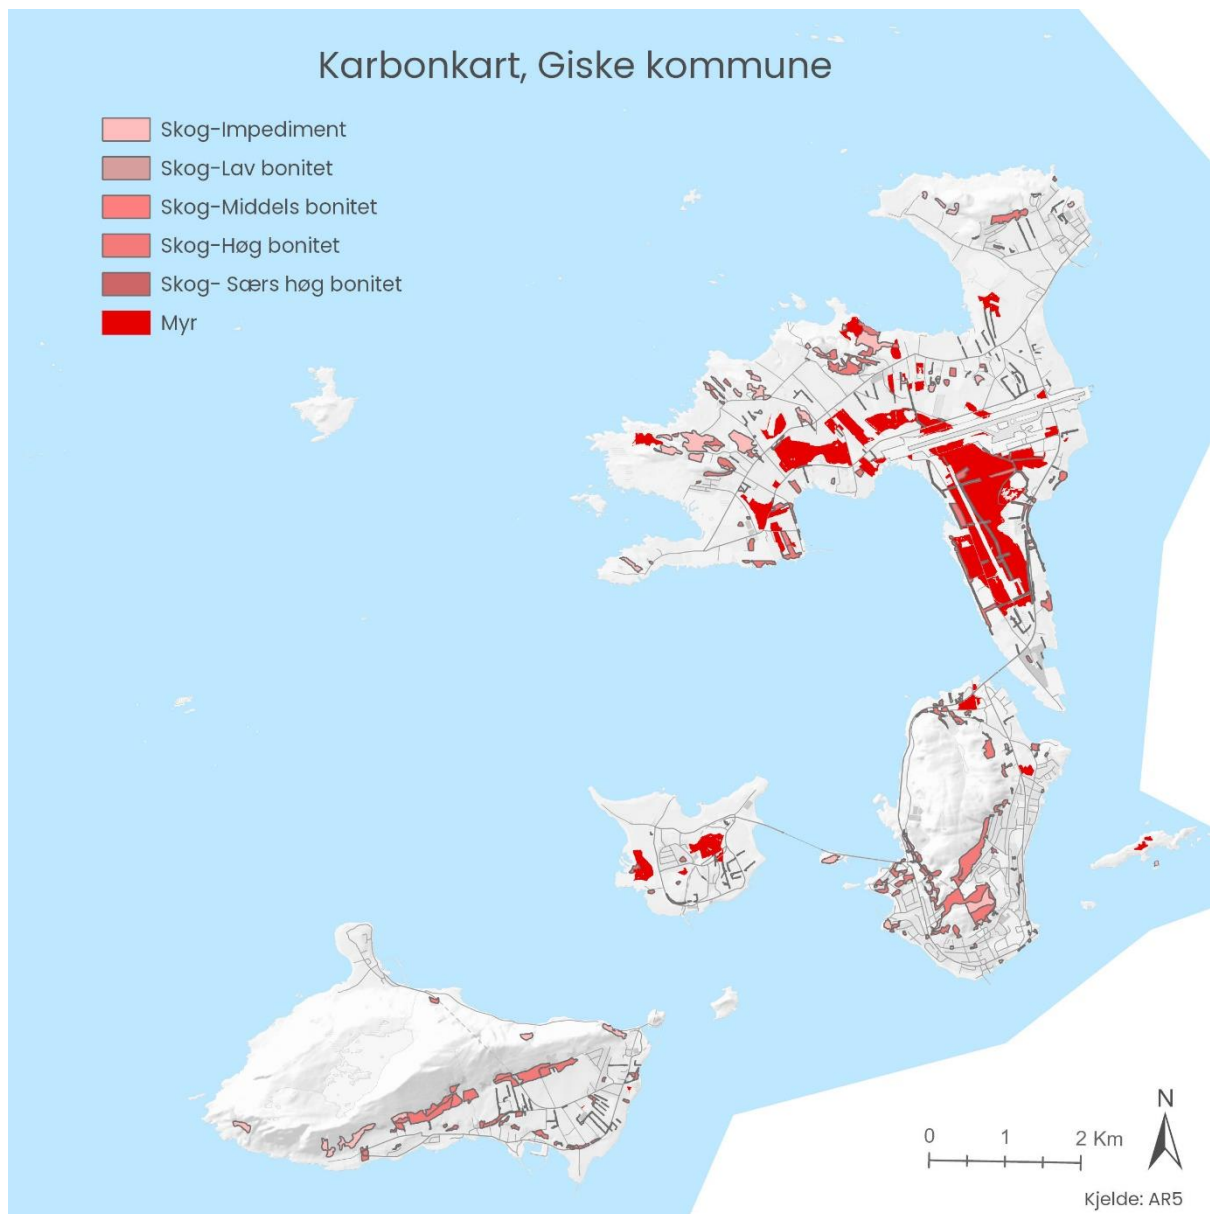 Karbonkart, Giske kommune
Skog-Impediment
Skog-Lav bonitet
Skog-Middels bonitet
Skog-Høg bonitet
Skog- Særs høg bonitet
Myr
N
0 1 2 Km
Kjelde: AR5